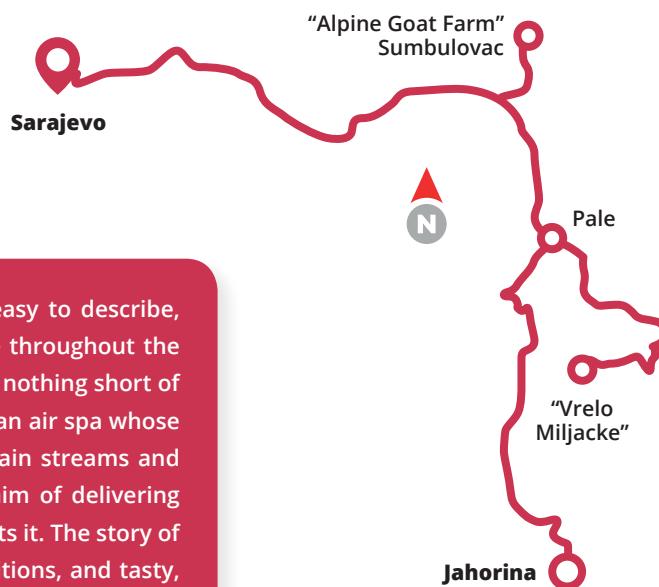 “Alpine Goat Farm”
Sumbulovac
Sarajevo
N
Pale
easy to describe,
throughout the
nothing short of
an air spa whose
“Vrelo
Miljacke”
ain streams and
im of delivering
ts it. The story of
tions, and tasty,
Jahorina